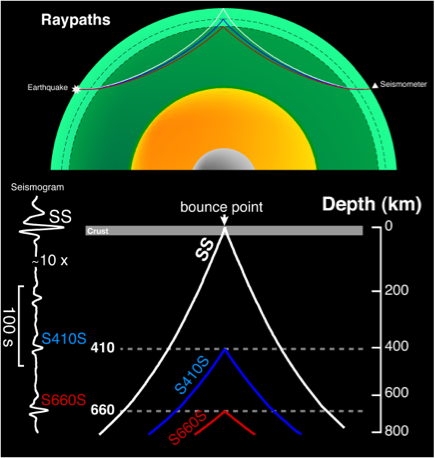 Raypaths
Earthquake
Seismometer
Seismogram
SS
~10 x
100 s
S410S
S660S
bounce point
Depth (km)
Crust
SS
410
S410S
660
S660S
0
200
400
600
800